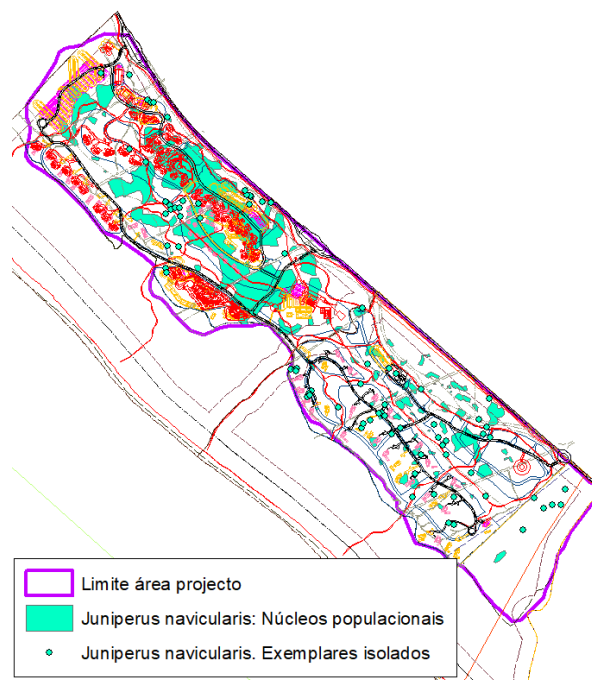 Limite área projecto
Juniperus navicularis: Núcleos populacionais
Juniperus navicularis. Exemplares isolados